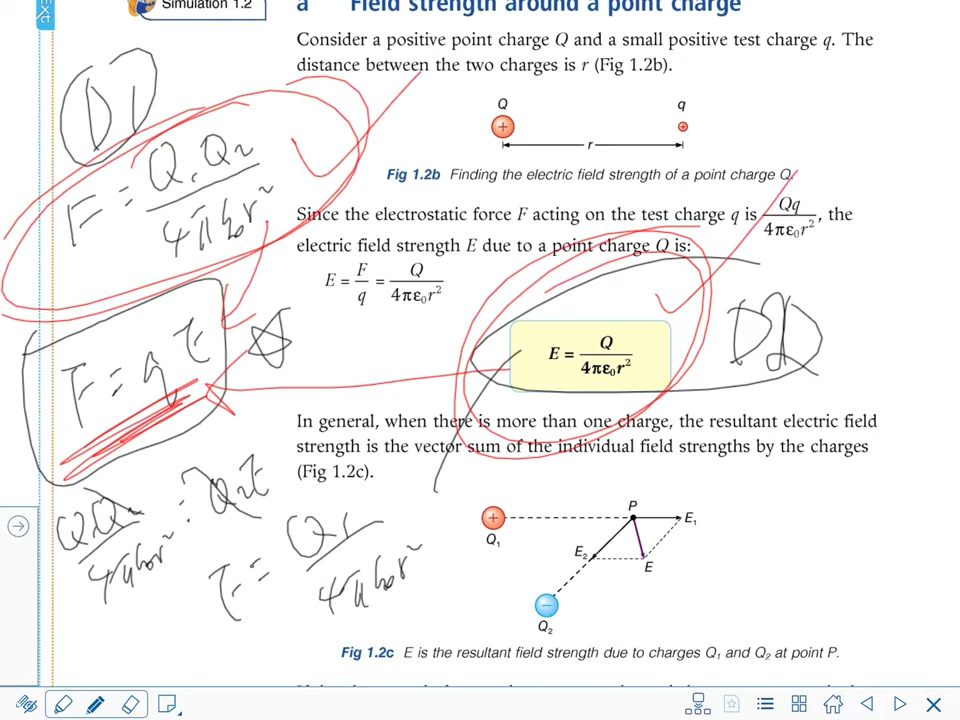 Simulation 1.2
a Field strength around a point charge
Consider a positive point charge Q and a small positive test charge q. The
distance between the two charges is r (Fig 1.2b).
Q q
r
Fig 1.2b Finding the electric field strength of a point charge Q.
Since the electrostatic force F acting on the test charge q is Qq/4πε₀r², the
electric field strength E due to a point charge Q is:
E = F/q = Q/4πε₀r²
E = Q/4πε₀r²
In general, when there is more than one charge, the resultant electric field
strength is the vector sum of the individual field strengths by the charges
(Fig 1.2c).
P
E₁
Q₁
E₂
E
Q₂
Fig 1.2c E is the resultant field strength due to charges Q₁ and Q₂ at point P.
F = Q₁Q₂/4πε₀r²
F = qE
Q₁Q₂/4πε₀r² = Q₂E
E = Q1/4πε₀r²